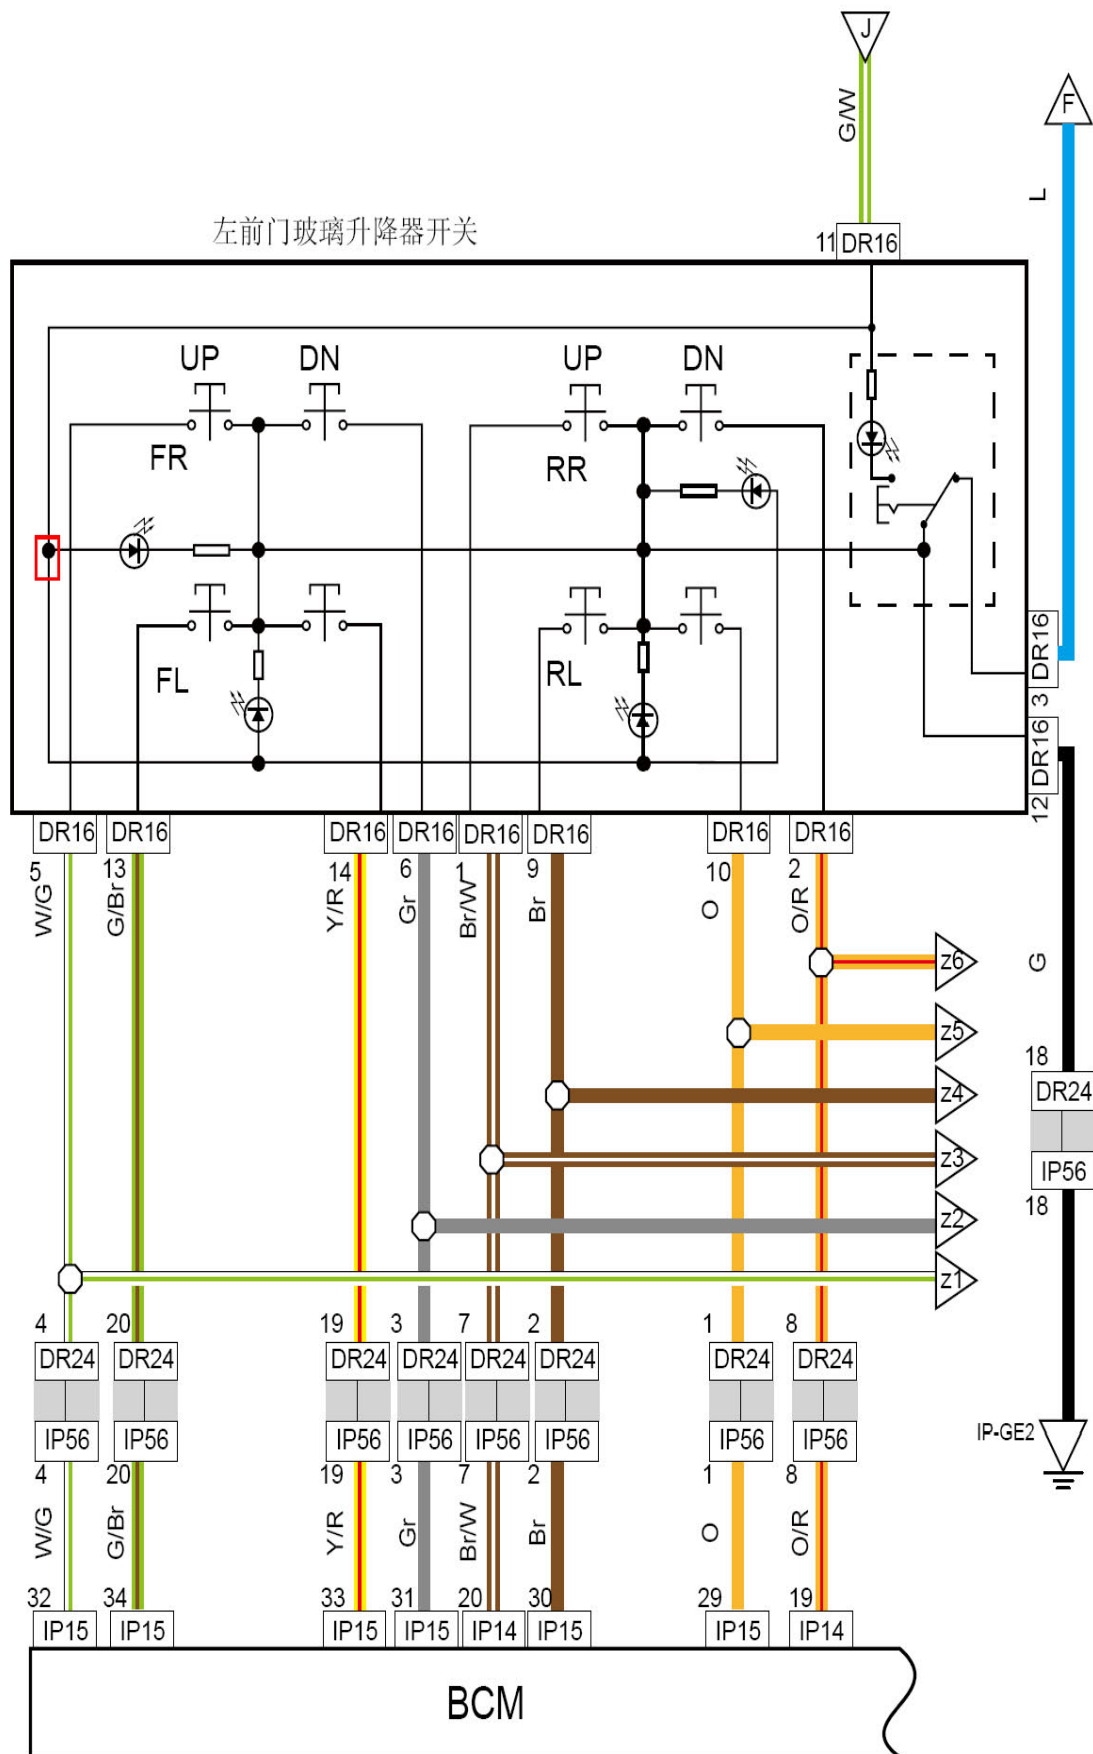 J
F
G/W
L
左前门玻璃升降器开关
11 DR16
UP DN UP DN
FR RR
FL RL
DR16
3
DR16
12
DR16 DR16 DR16 DR16 DR16 DR16 DR16 DR16
5 13 14 6 1 9 10 2
W/G G/Br Y/R Gr Br/W Br O O/R
z6
G
z5
18
z4
DR24
z3
IP56
18
z2
z1
4 20 19 3 7 2 1 8
DR24 DR24 DR24 DR24 DR24 DR24 DR24 DR24
IP56 IP56 IP56 IP56 IP56 IP56 IP56 IP56
IP-GE2
4 20 19 3 7 2 1 8
W/G G/Br Y/R Gr Br/W Br O O/R
32 34 33 31 20 30 29 19
IP15 IP15 IP15 IP15 IP14 IP15 IP15 IP14
BCM